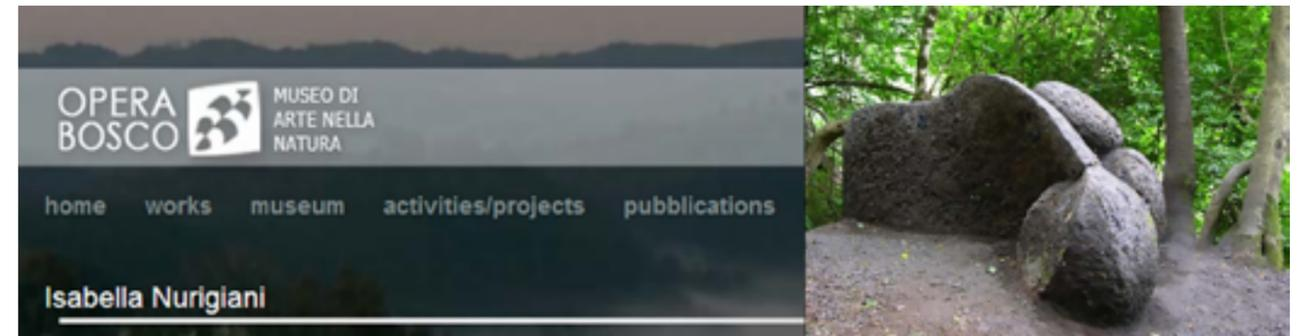 OPERA
BOSCO
MUSEO DI
ARTE NELLA
NATURA
home works museum activities/projects pubblications
Isabella Nurigiani